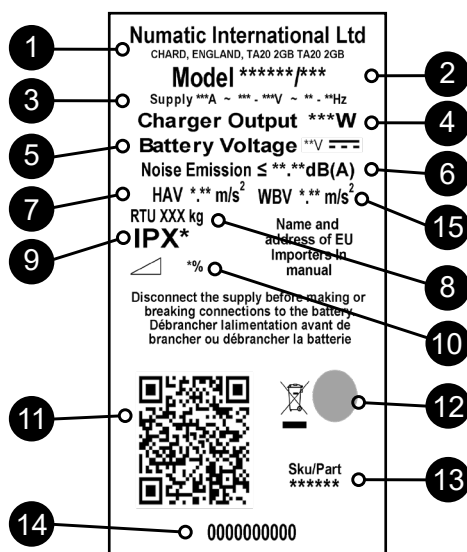 Numatic International Ltd
CHARD, ENGLAND, TA20 2GB TA20 2GB
Model ******/***
Supply ***A ~ *** - ***V ~ ** - **Hz
Charger Output ***W
Battery Voltage **V
Noise Emission ≤ **.**dB(A)
HAV *.** m/s² WBV *.** m/s²
RTU XXX kg
IPX*
Name and
address of EU
Importers In
manual
*%
Disconnect the supply before making or
breaking connections to the battery
Débrancher lalimentation avant de
brancher ou débrancher la batterie
Sku/Part
******
0000000000
1
2
3
4
5
6
7
15
9
8
10
11
12
13
14